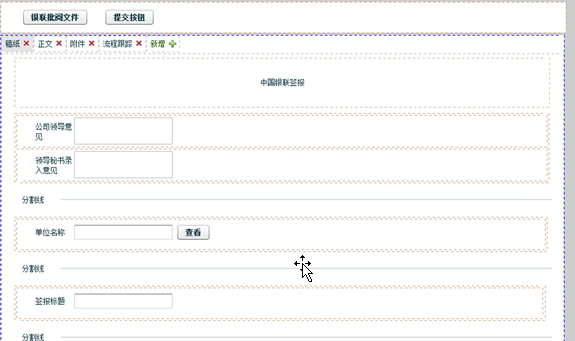 银联批阅文件 提交按钮
稿纸 正文 附件 流程跟踪 新增
中国银联签报
公司领导意
见
领导秘书录
入意见
分割线
单位名称 查看
分割线
签报标题
分割线